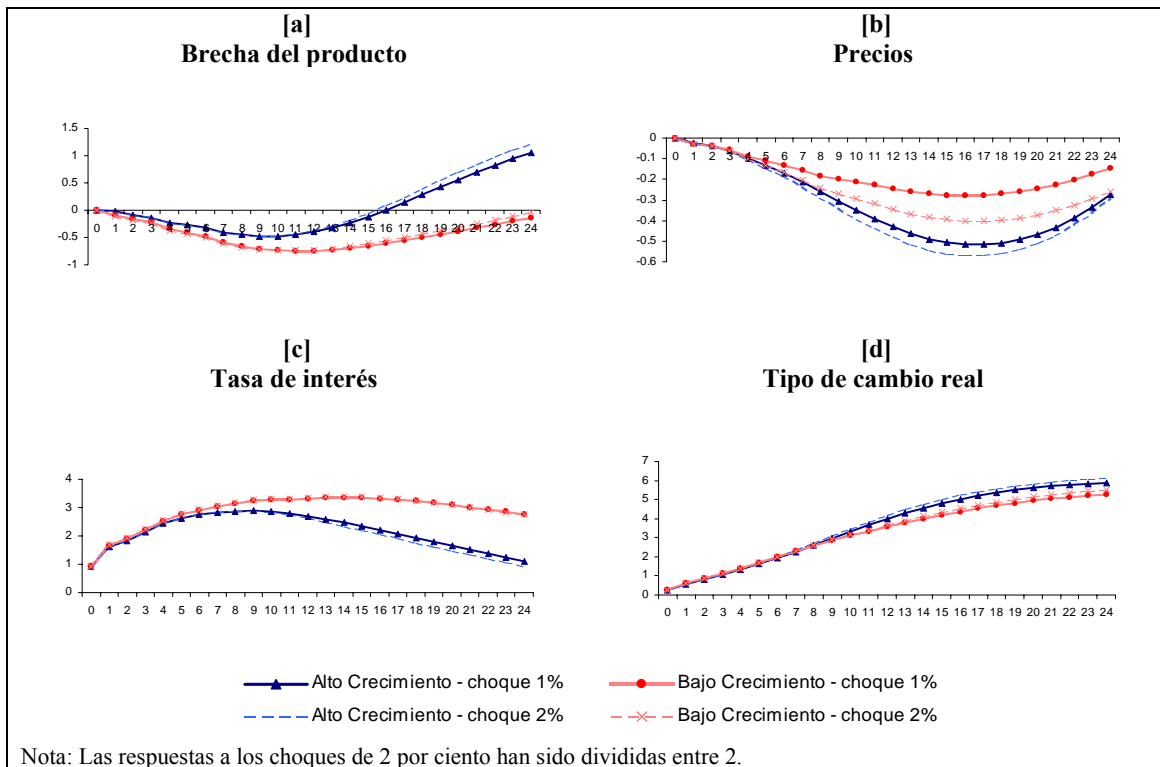 [a]
Brecha del producto
1.5
1
0.5
0
-0.5
-1
0 1 2 3 4 5 6 7 8 9 10 11 12 13 14 15 16 17 18 19 20 21 22 23 24
[b]
Precios
0
-0.1
-0.2
-0.3
-0.4
-0.5
-0.6
0 1 2 3 4 5 6 7 8 9 10 11 12 13 14 15 16 17 18 19 20 21 22 23 24
[c]
Tasa de interés
4
3
2
1
0
0 1 2 3 4 5 6 7 8 9 10 11 12 13 14 15 16 17 18 19 20 21 22 23 24
[d]
Tipo de cambio real
7
6
5
4
3
2
1
0
0 1 2 3 4 5 6 7 8 9 10 11 12 13 14 15 16 17 18 19 20 21 22 23 24
Alto Crecimiento - choque 1%
Bajo Crecimiento - choque 1%
Alto Crecimiento - choque 2%
Bajo Crecimiento - choque 2%
Nota: Las respuestas a los choques de 2 por ciento han sido divididas entre 2.